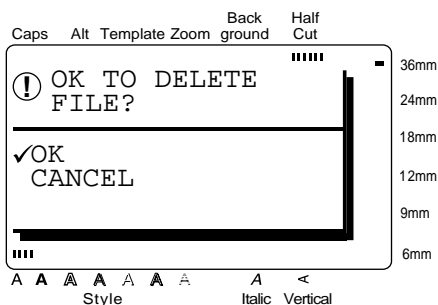 Caps Alt Template Zoom Back ground Half Cut
36mm
! OK TO DELETE
FILE?
24mm
18mm
✓OK
CANCEL
12mm
9mm
6mm
A A A A A A A A A
Style Italic Vertical